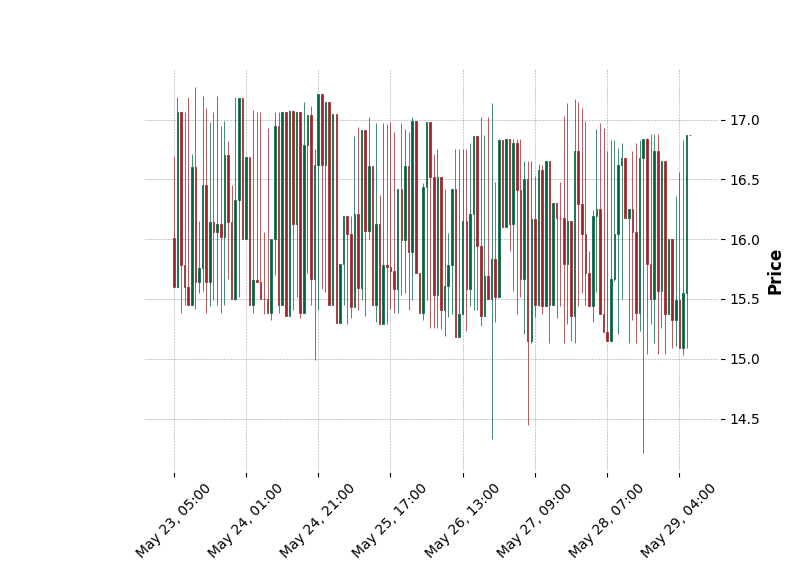 17.0
16.5
16.0
15.5
15.0
14.5
Price
May 23, 05:00
May 24, 01:00
May 24, 21:00
May 25, 17:00
May 26, 13:00
May 27, 09:00
May 28, 07:00
May 29, 04:00